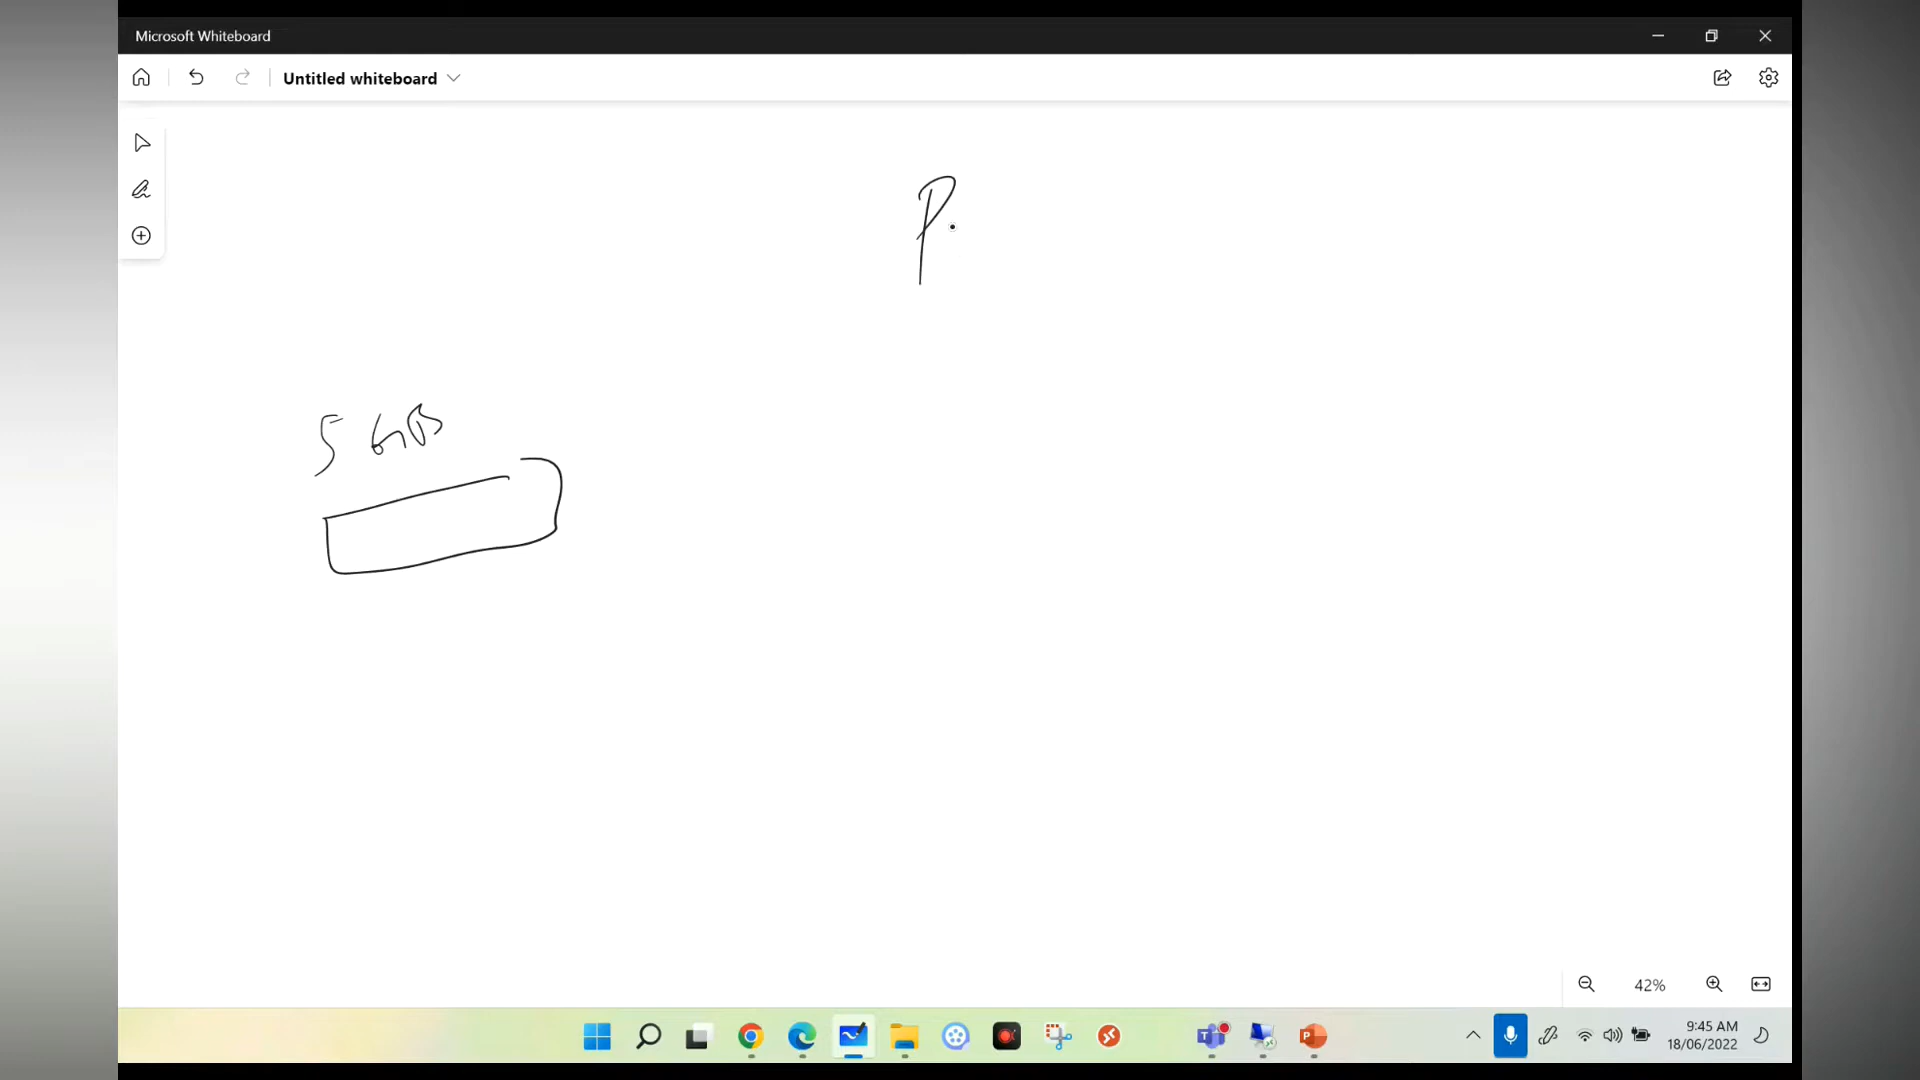 Microsoft Whiteboard
Untitled whiteboard
P
5 GB
42%
9:45 AM
18/06/2022